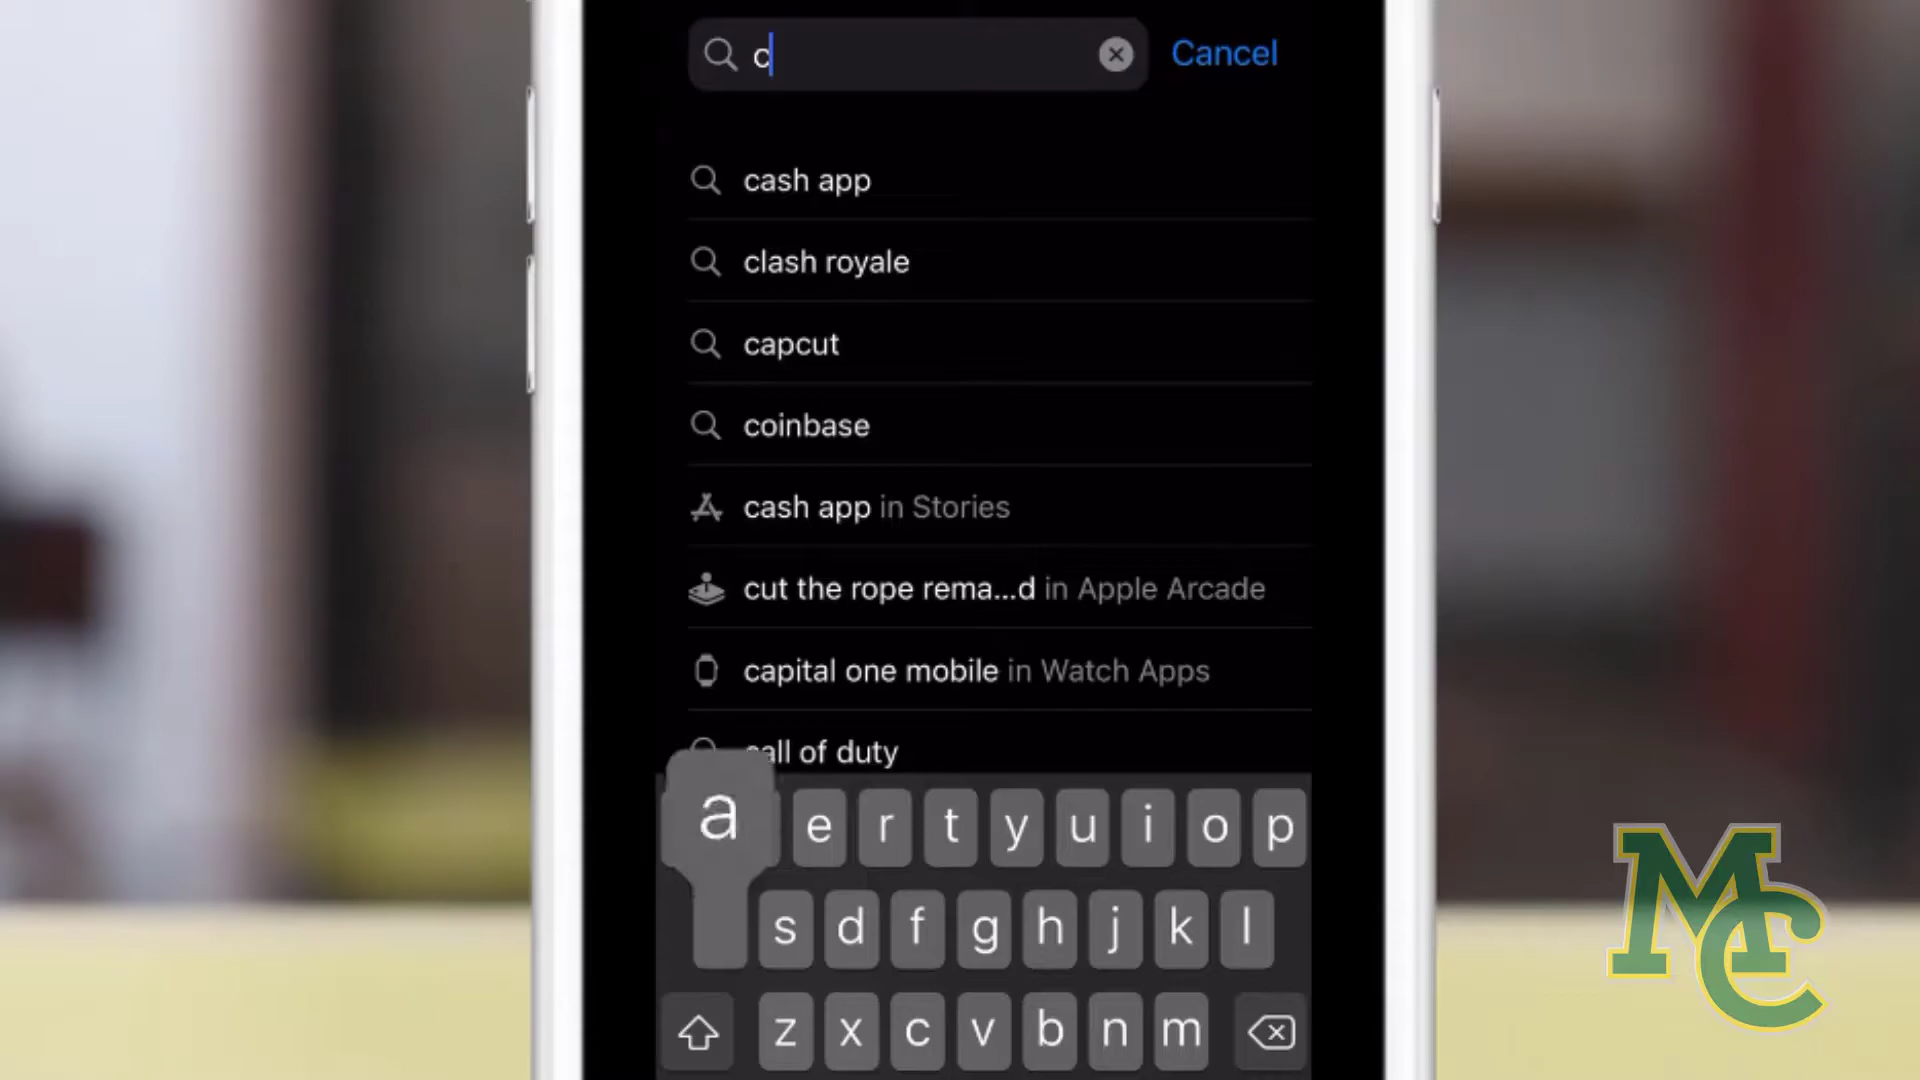 c
Cancel
cash app
clash royale
capcut
coinbase
cash app in Stories
cut the rope rema...d in Apple Arcade
capital one mobile in Watch Apps
call of duty
a e r t y u i o p
s d f g h j k l
z x c v b n m
MC